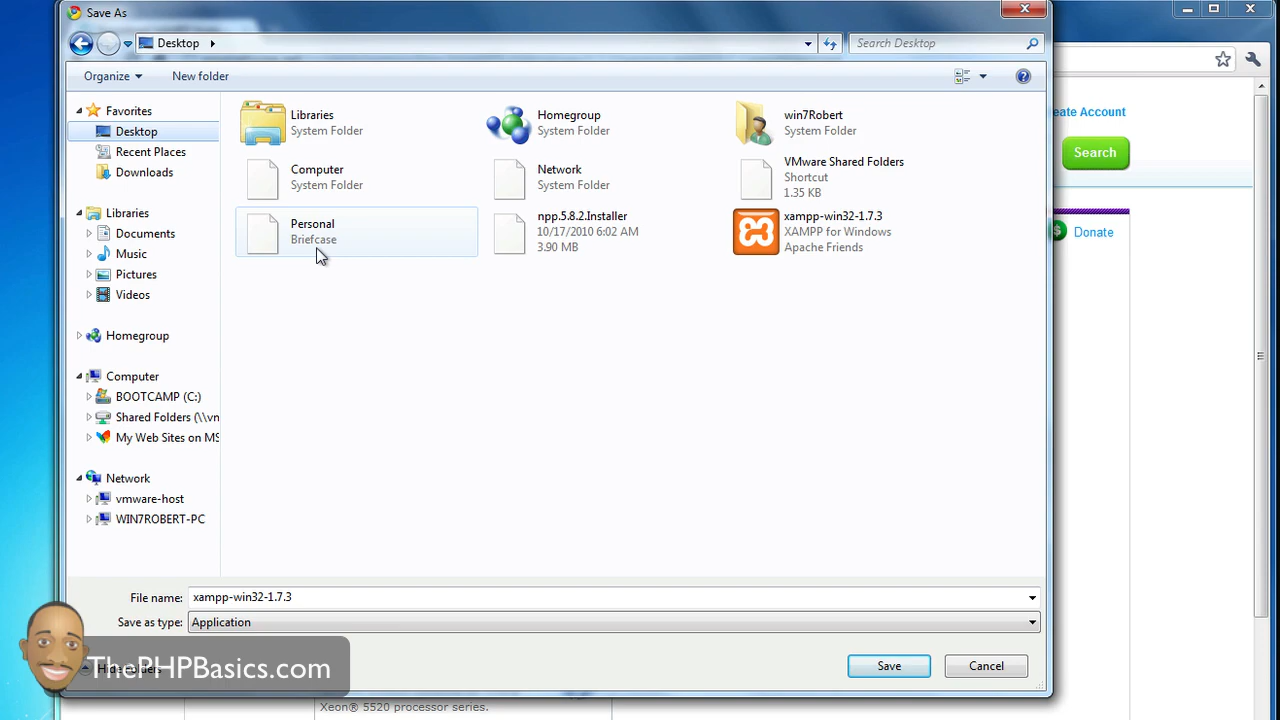 Save As
Desktop
Search Desktop
Organize
New folder
Favorites
Desktop
Recent Places
Downloads
Libraries
Documents
Music
Pictures
Videos
Homegroup
Computer
BOOTCAMP (C:)
Shared Folders (\\vn
My Web Sites on MS
Network
vmware-host
WIN7ROBERT-PC
Libraries
System Folder
Homegroup
System Folder
win7Robert
System Folder
Computer
System Folder
Network
System Folder
VMware Shared Folders
Shortcut
1.35 KB
Personal
Briefcase
npp.5.8.2.Installer
10/17/2010 6:02 AM
3.90 MB
xampp-win32-1.7.3
XAMPP for Windows
Apache Friends
eate Account
Search
$ Donate
File name: xampp-win32-1.7.3
Save as type: Application
Hide Folders
ThePHPBasics.com
Save
Cancel
Xeon® 5520 processor series.